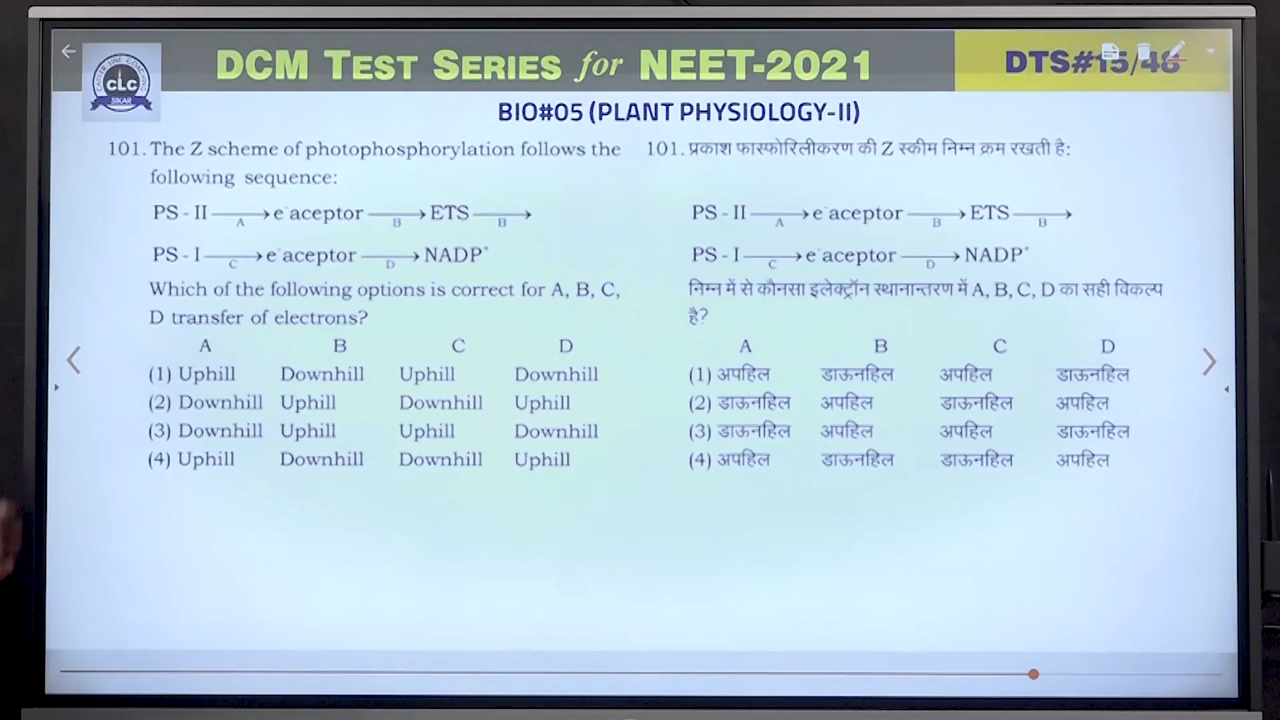 DCM TEST SERIES for NEET-2021
DTS#15/48
CLC
SIKAR
BIO#05 (PLANT PHYSIOLOGY-II)
101. The Z scheme of photophosphorylation follows the
following sequence:
PS - II —A→ e⁻aceptor —B→ ETS —B→
PS - I —C→ e⁻aceptor —D→ NADP⁺
Which of the following options is correct for A, B, C,
D transfer of electrons?
A B C D
(1) Uphill Downhill Uphill Downhill
(2) Downhill Uphill Downhill Uphill
(3) Downhill Uphill Uphill Downhill
(4) Uphill Downhill Downhill Uphill
101. प्रकाश फास्फोरिलीकरण की Z स्कीम निम्न क्रम रखती है:
PS - II —A→ e⁻aceptor —B→ ETS —B→
PS - I —C→ e⁻aceptor —D→ NADP⁺
निम्न में से कौनसा इलेक्ट्रॉन स्थानान्तरण में A, B, C, D का सही विकल्प
है?
A B C D
(1) अपहिल डाऊनहिल अपहिल डाऊनहिल
(2) डाऊनहिल अपहिल डाऊनहिल अपहिल
(3) डाऊनहिल अपहिल अपहिल डाऊनहिल
(4) अपहिल डाऊनहिल डाऊनहिल अपहिल